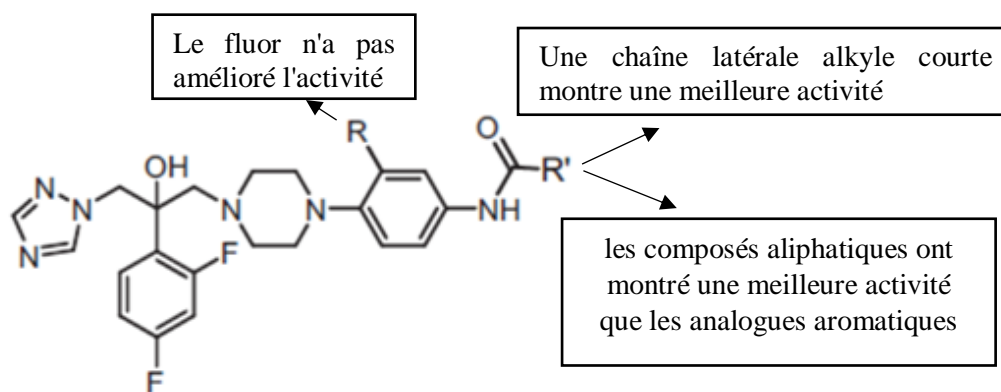 Le fluor n'a pas
amélioré l'activité
Une chaîne latérale alkyle courte
montre une meilleure activité
R
O
R'
NH
OH
N
N
N
N
N
F
F
les composés aliphatiques ont
montré une meilleure activité
que les analogues aromatiques